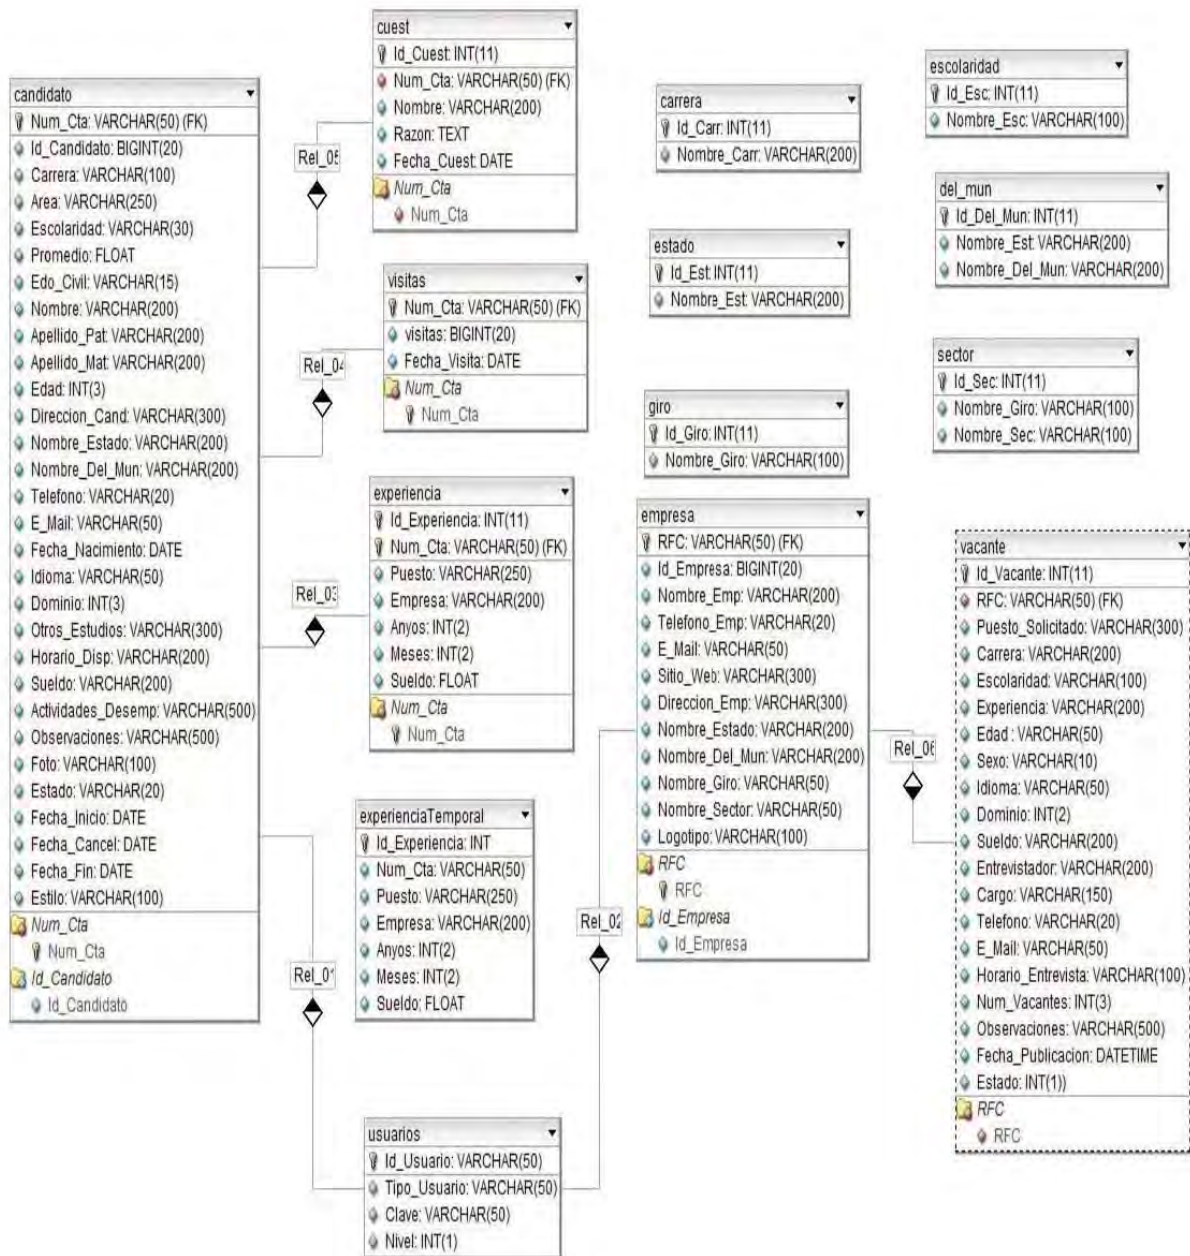 candidato
Num_Cta: VARCHAR(50) (FK)
Id_Candidato: BIGINT(20)
Carrera: VARCHAR(100)
Area: VARCHAR(250)
Escolaridad: VARCHAR(30)
Promedio: FLOAT
Edo_Civil: VARCHAR(15)
Nombre: VARCHAR(200)
Apellido_Pat: VARCHAR(200)
Apellido_Mat: VARCHAR(200)
Edad: INT(3)
Direccion_Cand: VARCHAR(300)
Nombre_Estado: VARCHAR(200)
Nombre_Del_Mun: VARCHAR(200)
Telefono: VARCHAR(20)
E_Mail: VARCHAR(50)
Fecha_Nacimiento: DATE
Idioma: VARCHAR(50)
Dominio: INT(3)
Otros_Estudios: VARCHAR(300)
Horario_Disp: VARCHAR(200)
Sueldo: VARCHAR(200)
Actividades_Desemp: VARCHAR(500)
Observaciones: VARCHAR(500)
Foto: VARCHAR(100)
Estado: VARCHAR(20)
Fecha_Inicio: DATE
Fecha_Cancel: DATE
Fecha_Fin: DATE
Estilo: VARCHAR(100)
Num_Cta
Num_Cta
Id_Candidato
Id_Candidato
Rel_05
Rel_04
Rel_03
Rel_01
cuest
Id_Cuest: INT(11)
Num_Cta: VARCHAR(50) (FK)
Nombre: VARCHAR(200)
Razon: TEXT
Fecha_Cuest: DATE
Num_Cta
Num_Cta
visitas
Num_Cta: VARCHAR(50) (FK)
visitas: BIGINT(20)
Fecha_Visita: DATE
Num_Cta
Num_Cta
experiencia
Id_Experiencia: INT(11)
Num_Cta: VARCHAR(50) (FK)
Puesto: VARCHAR(250)
Empresa: VARCHAR(200)
Anyos: INT(2)
Meses: INT(2)
Sueldo: FLOAT
Num_Cta
Num_Cta
experienciaTemporal
Id_Experiencia: INT
Num_Cta: VARCHAR(50)
Puesto: VARCHAR(250)
Empresa: VARCHAR(200)
Anyos: INT(2)
Meses: INT(2)
Sueldo: FLOAT
usuarios
Id_Usuario: VARCHAR(50)
Tipo_Usuario: VARCHAR(50)
Clave: VARCHAR(50)
Nivel: INT(1)
Rel_02
carrera
Id_Carr: INT(11)
Nombre_Carr: VARCHAR(200)
estado
Id_Est: INT(11)
Nombre_Est: VARCHAR(200)
giro
Id_Giro: INT(11)
Nombre_Giro: VARCHAR(100)
empresa
RFC: VARCHAR(50) (FK)
Id_Empresa: BIGINT(20)
Nombre_Emp: VARCHAR(200)
Telefono_Emp: VARCHAR(20)
E_Mail: VARCHAR(50)
Sitio_Web: VARCHAR(300)
Direccion_Emp: VARCHAR(300)
Nombre_Estado: VARCHAR(200)
Nombre_Del_Mun: VARCHAR(200)
Nombre_Giro: VARCHAR(50)
Nombre_Sector: VARCHAR(50)
Logotipo: VARCHAR(100)
RFC
RFC
Id_Empresa
Id_Empresa
Rel_06
escolaridad
Id_Esc: INT(11)
Nombre_Esc: VARCHAR(100)
del_mun
Id_Del_Mun: INT(11)
Nombre_Est: VARCHAR(200)
Nombre_Del_Mun: VARCHAR(200)
sector
Id_Sec: INT(11)
Nombre_Giro: VARCHAR(100)
Nombre_Sec: VARCHAR(100)
vacante
Id_Vacante: INT(11)
RFC: VARCHAR(50) (FK)
Puesto_Solicitado: VARCHAR(300)
Carrera: VARCHAR(200)
Escolaridad: VARCHAR(100)
Experiencia: VARCHAR(200)
Edad : VARCHAR(50)
Sexo: VARCHAR(10)
Idioma: VARCHAR(50)
Dominio: INT(2)
Sueldo: VARCHAR(200)
Entrevistador: VARCHAR(200)
Cargo: VARCHAR(150)
Telefono: VARCHAR(20)
E_Mail: VARCHAR(50)
Horario_Entrevista: VARCHAR(100)
Num_Vacantes: INT(3)
Observaciones: VARCHAR(500)
Fecha_Publicacion: DATETIME
Estado: INT(1))
RFC
RFC